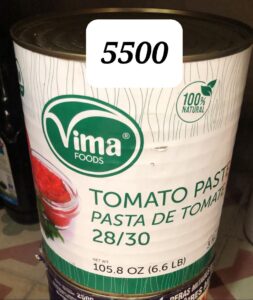 5500
100%
NATURAL
Vima®
FOODS
TOMATO PAST
PASTA DE TOMATE
28/30
NET WT
105.8 OZ (6.6 LB)